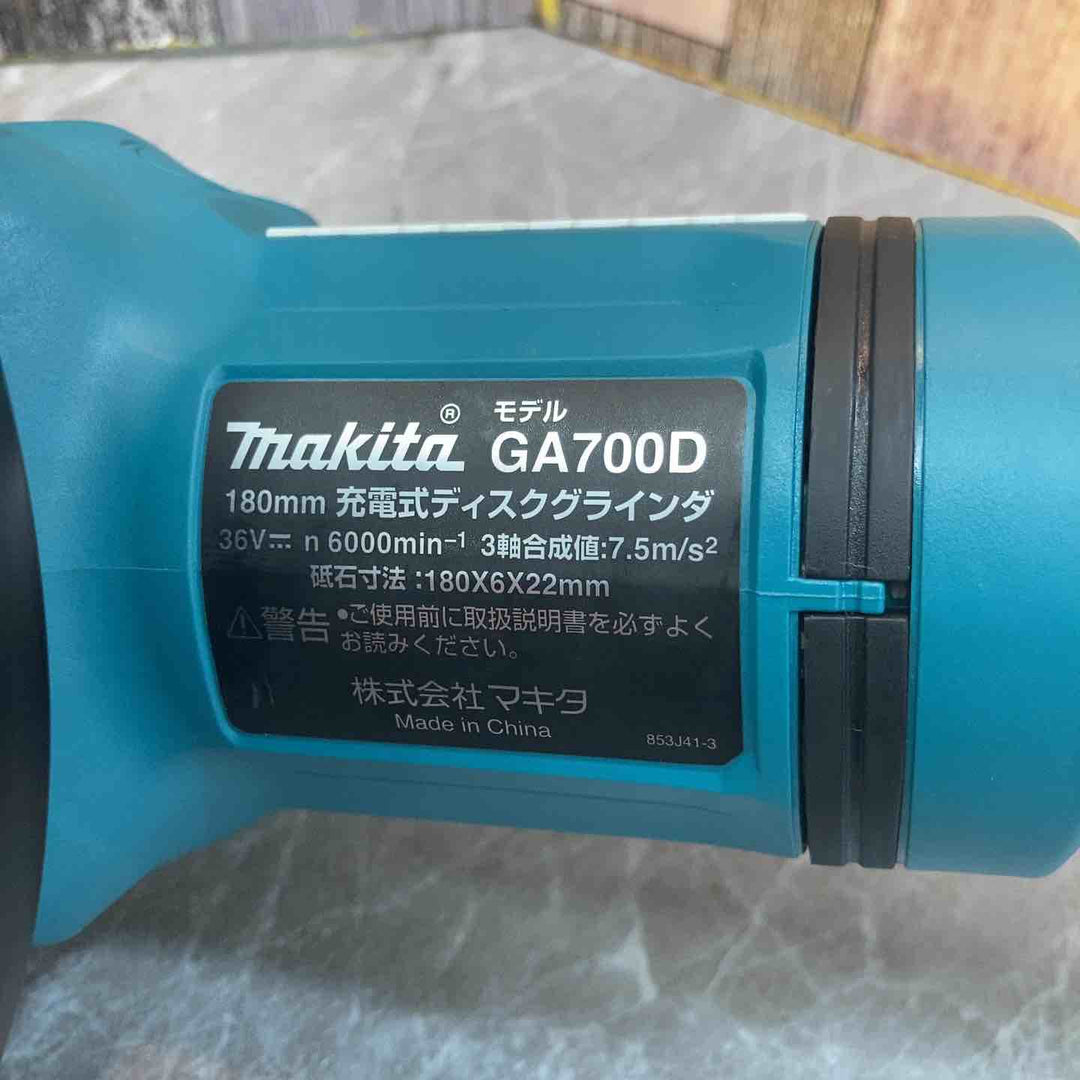 makita® モデル GA700D
180mm 充電式ディスクグラインダ
36V⎓ n 6000min⁻¹ 3軸合成値:7.5m/s²
砥石寸法:180X6X22mm
⚠警告 •ご使用前に取扱説明書を必ずよく
お読みください。
株式会社 マキタ
Made in China
853J41-3